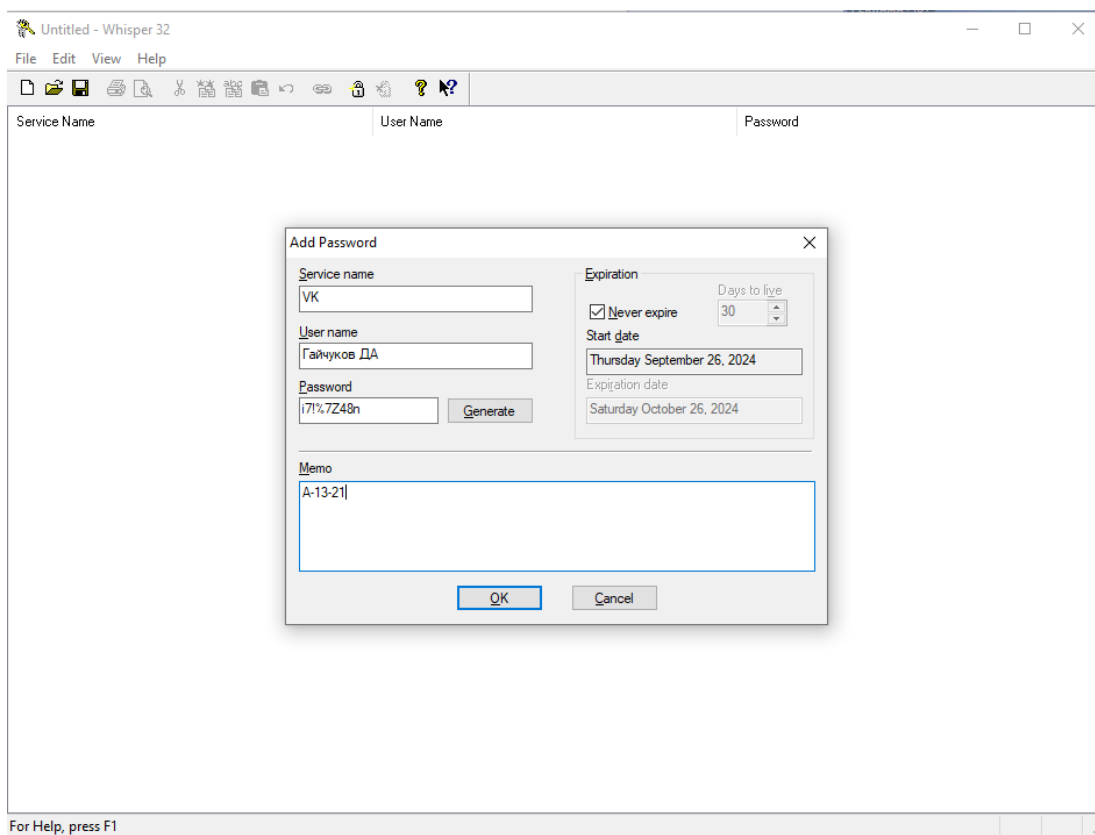 Untitled - Whisper 32
File Edit View Help
Service Name User Name Password
Add Password
Service name
VK
User name
Гайчуков ДА
Password
i7!%7Z48n
Generate
Expiration
Days to live
Never expire
30
Start date
Thursday September 26, 2024
Expiration date
Saturday October 26, 2024
Memo
А-13-21
OK Cancel
For Help, press F1